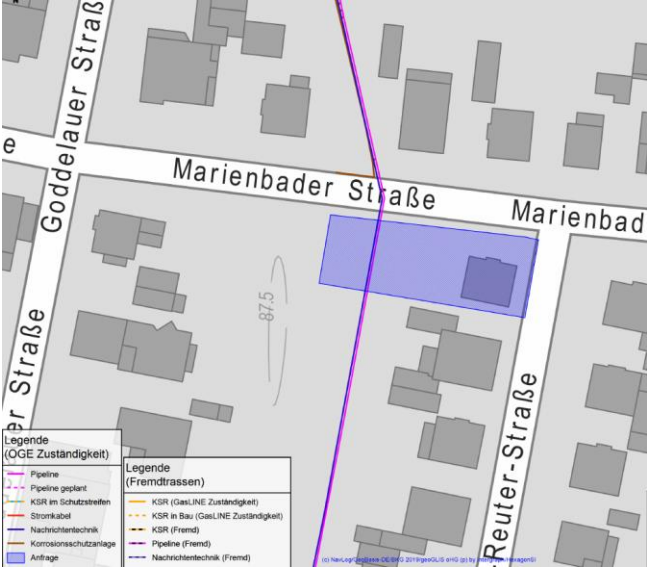 Goddelauer Straße
e
Marienbader Straße
Marienbad
87.5
er Straße
-Reuter-Straße
Legende
(OGE Zuständigkeit)
Pipeline
Pipeline geplant
KSR im Schutzstreifen
Stromkabel
Nachrichtentechnik
Korrosionsschutzanlage
Anfrage
Legende
(Fremdtrassen)
KSR (GasLINE Zuständigkeit)
KSR in Bau (GasLINE Zuständigkeit)
KSR (Fremd)
Pipeline (Fremd)
Nachrichtentechnik (Fremd)